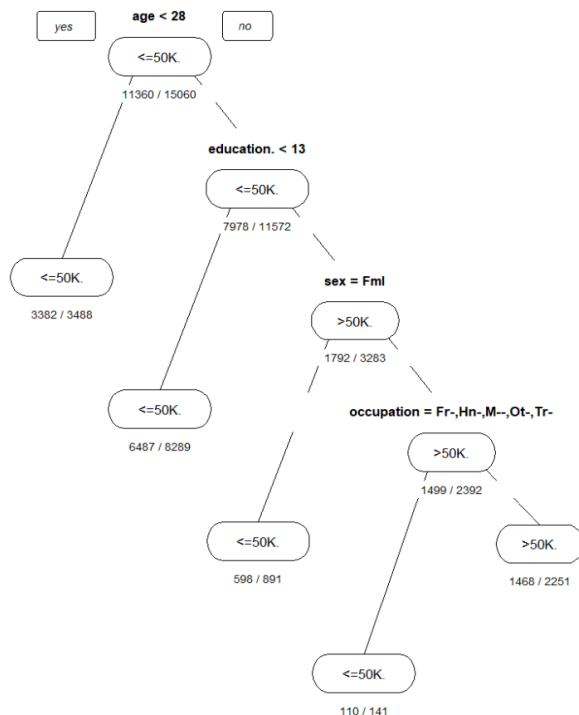 yes
age < 28
no
<=50K.
11360 / 15060
education. < 13
<=50K.
7978 / 11572
<=50K.
3382 / 3488
sex = Fml
>50K.
1792 / 3283
<=50K.
6487 / 8289
occupation = Fr-,Hn-,M--,Ot-,Tr-
>50K.
1499 / 2392
<=50K.
598 / 891
>50K.
1468 / 2251
<=50K.
110 / 141